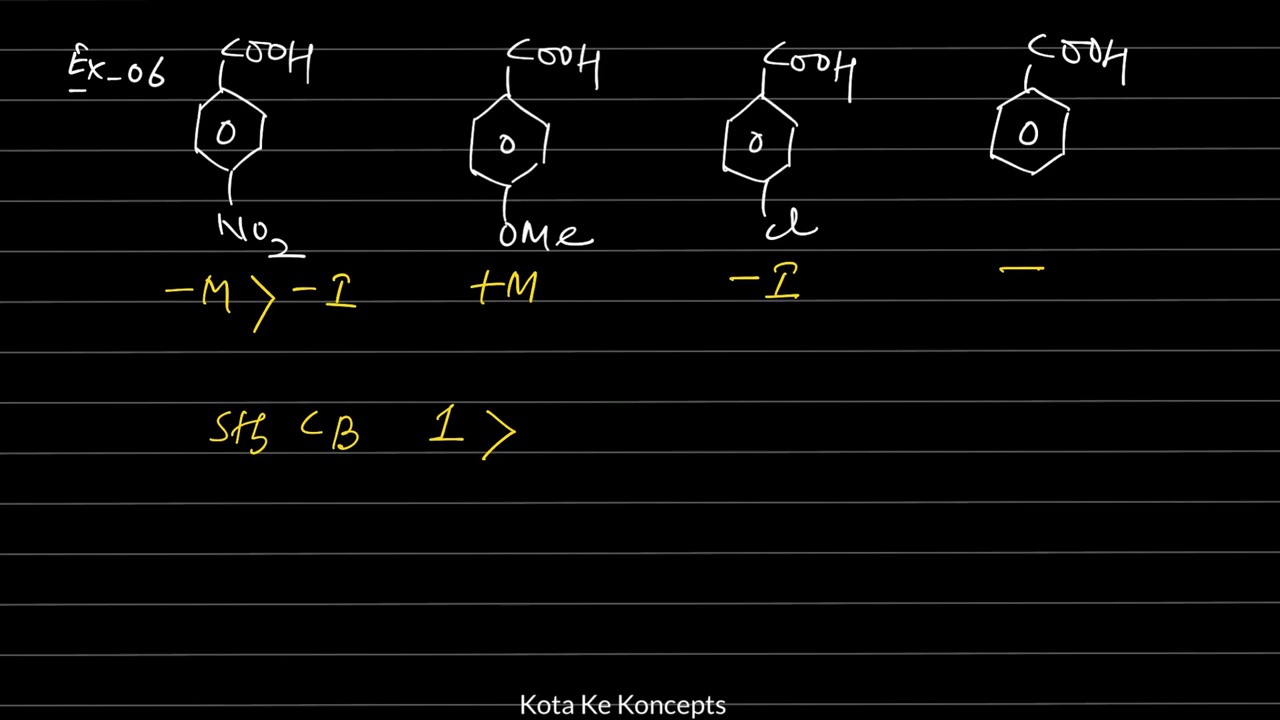 Ex-06 COOH COOH COOH COOH
NO2 OMe Cl
-M > -I +M -I -
Stb CB 1 >
Kota Ke Koncepts